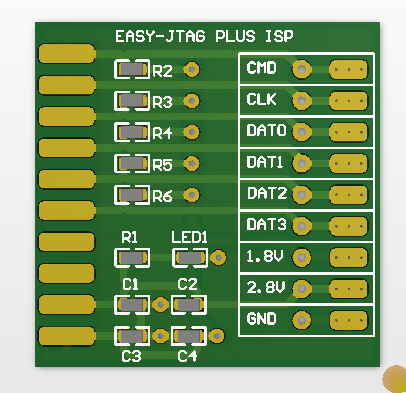 EASY-JTAG PLUS ISP
R2
CMD
R3
CLK
R4
DAT0
R5
DAT1
R6
DAT2
DAT3
R1 LED1
1.8V
C1 C2
2.8V
GND
C3 C4